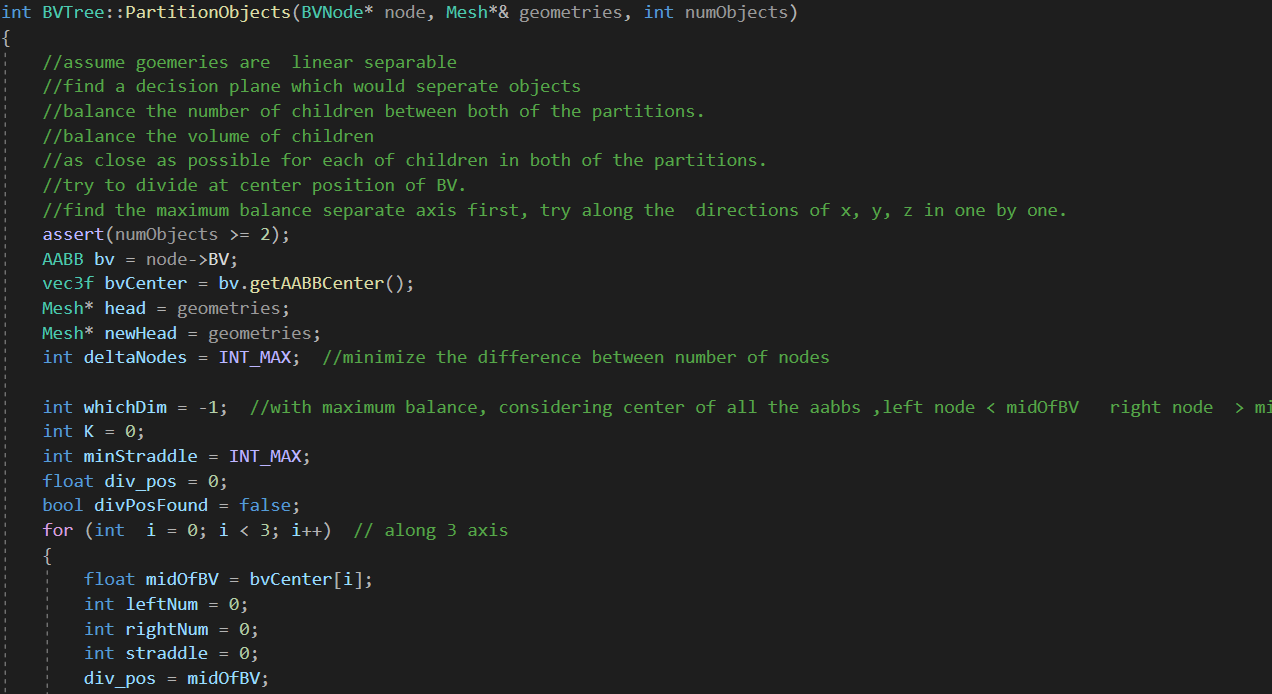 int BVTree::PartitionObjects(BVNode* node, Mesh*& geometries, int numObjects)
{
//assume goemeries are  linear separable
//find a decision plane which would seperate objects
//balance the number of children between both of the partitions.
//balance the volume of children
//as close as possible for each of children in both of the partitions.
//try to divide at center position of BV.
//find the maximum balance separate axis first, try along the  directions of x, y, z in one by one.
assert(numObjects >= 2);
AABB bv = node->BV;
vec3f bvCenter = bv.getAABBCenter();
Mesh* head = geometries;
Mesh* newHead = geometries;
int deltaNodes = INT_MAX;  //minimize the difference between number of nodes
int whichDim = -1;  //with maximum balance, considering center of all the aabbs ,left node < midOfBV   right node  > mi
int K = 0;
int minStraddle = INT_MAX;
float div_pos = 0;
bool divPosFound = false;
for (int  i = 0; i < 3; i++)  // along 3 axis
{
float midOfBV = bvCenter[i];
int leftNum = 0;
int rightNum = 0;
int straddle = 0;
div_pos = midOfBV;